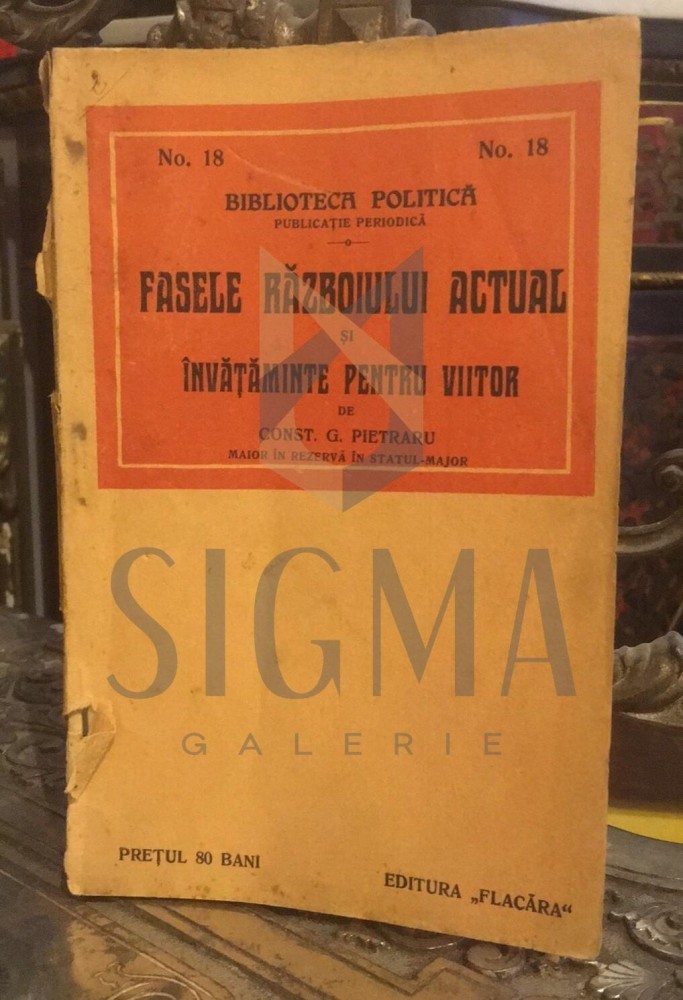 No. 18 No. 18
BIBLIOTECA POLITICĂ
PUBLICAȚIE PERIODICĂ
FASELE RĂZBOIULUI ACTUAL
ȘI
ÎNVĂȚĂMINTE PENTRU VIITOR
DE
CONST. G. PIETRARU
MAIOR ÎN REZERVĂ ÎN STATUL-MAJOR
SIGMA
GALERIE
PREȚUL 80 BANI
EDITURA „FLACĂRA“